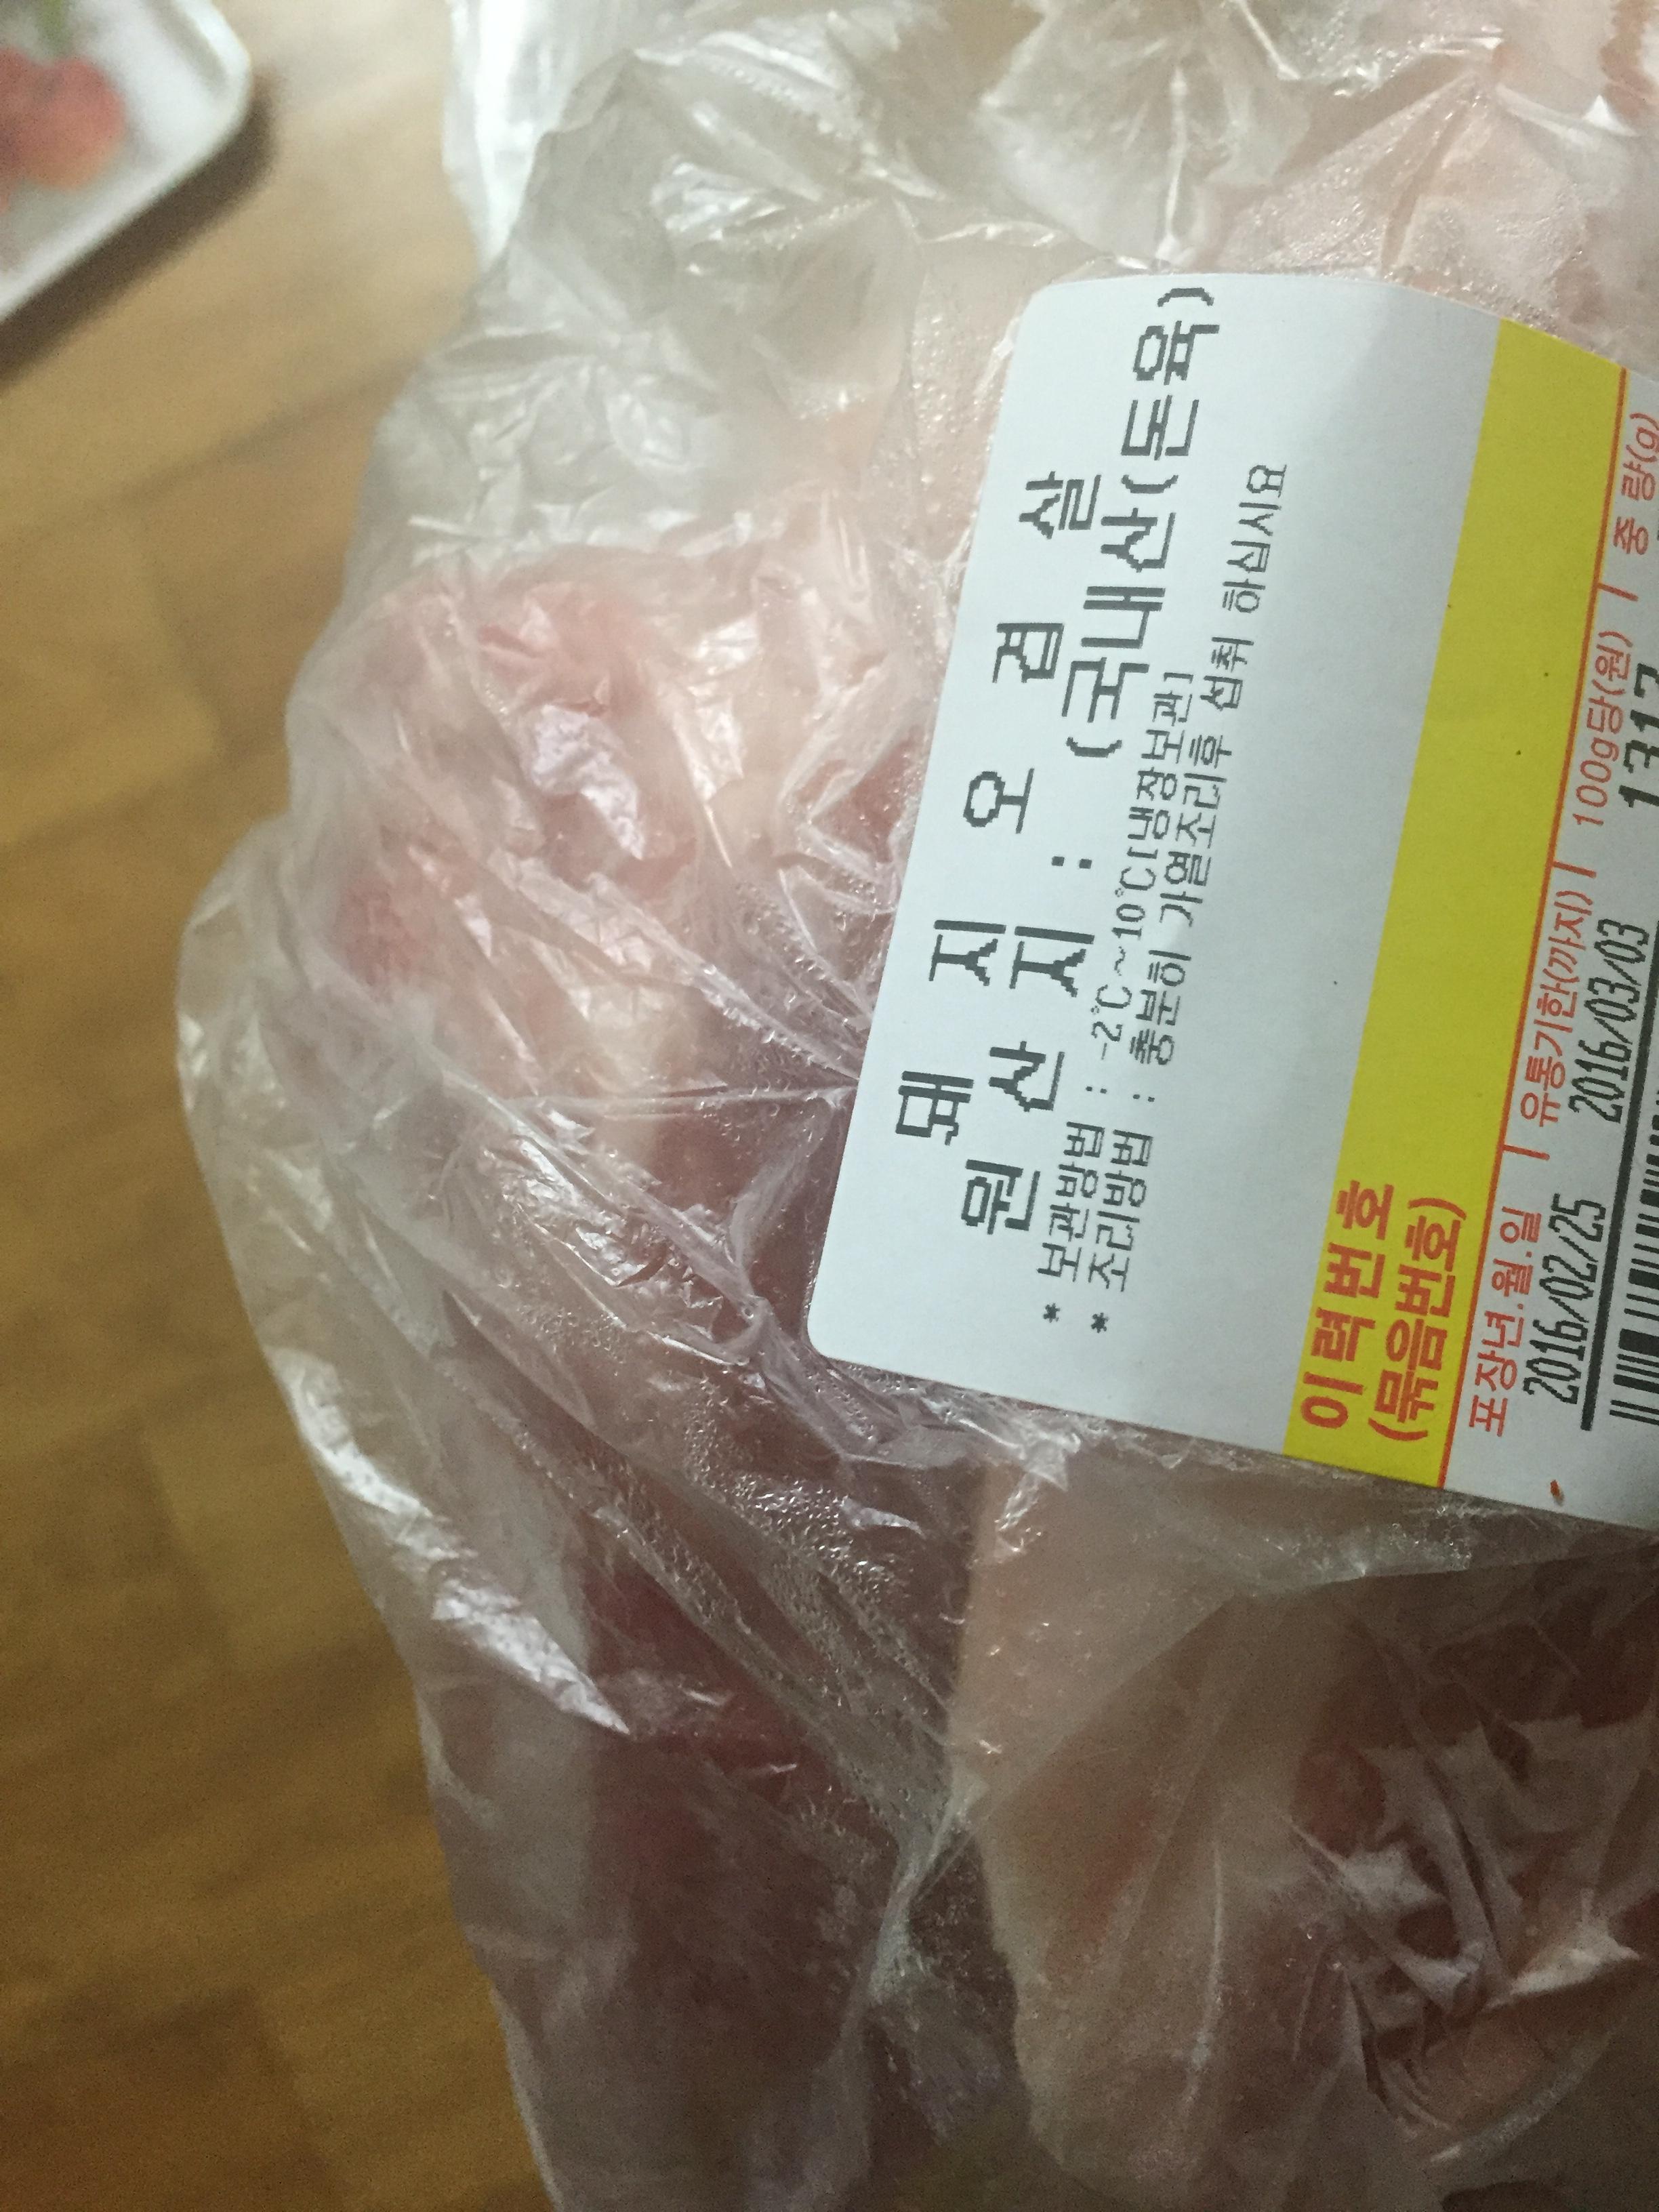 돼 지 오 겹 살
원 산 지 : (국내산(돈육)
* 보관방법 : -2℃~10℃[냉장보관]
* 조리방법 : 충분히 가열조리후 섭취 하십시요
이력번호
(묶음번호)
포장년.월.일 | 유통기한(까지) | 100g당(원) | 중 량(g)
2016/02/25 2016/03/03